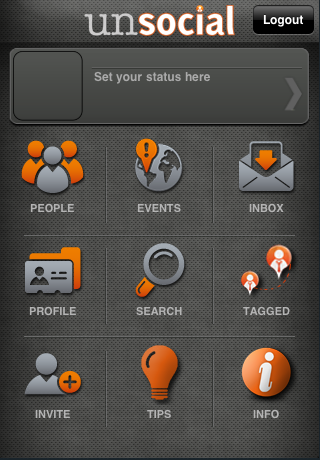 unsocial
Logout
Set your status here
PEOPLE
EVENTS
INBOX
PROFILE
SEARCH
TAGGED
INVITE
TIPS
INFO